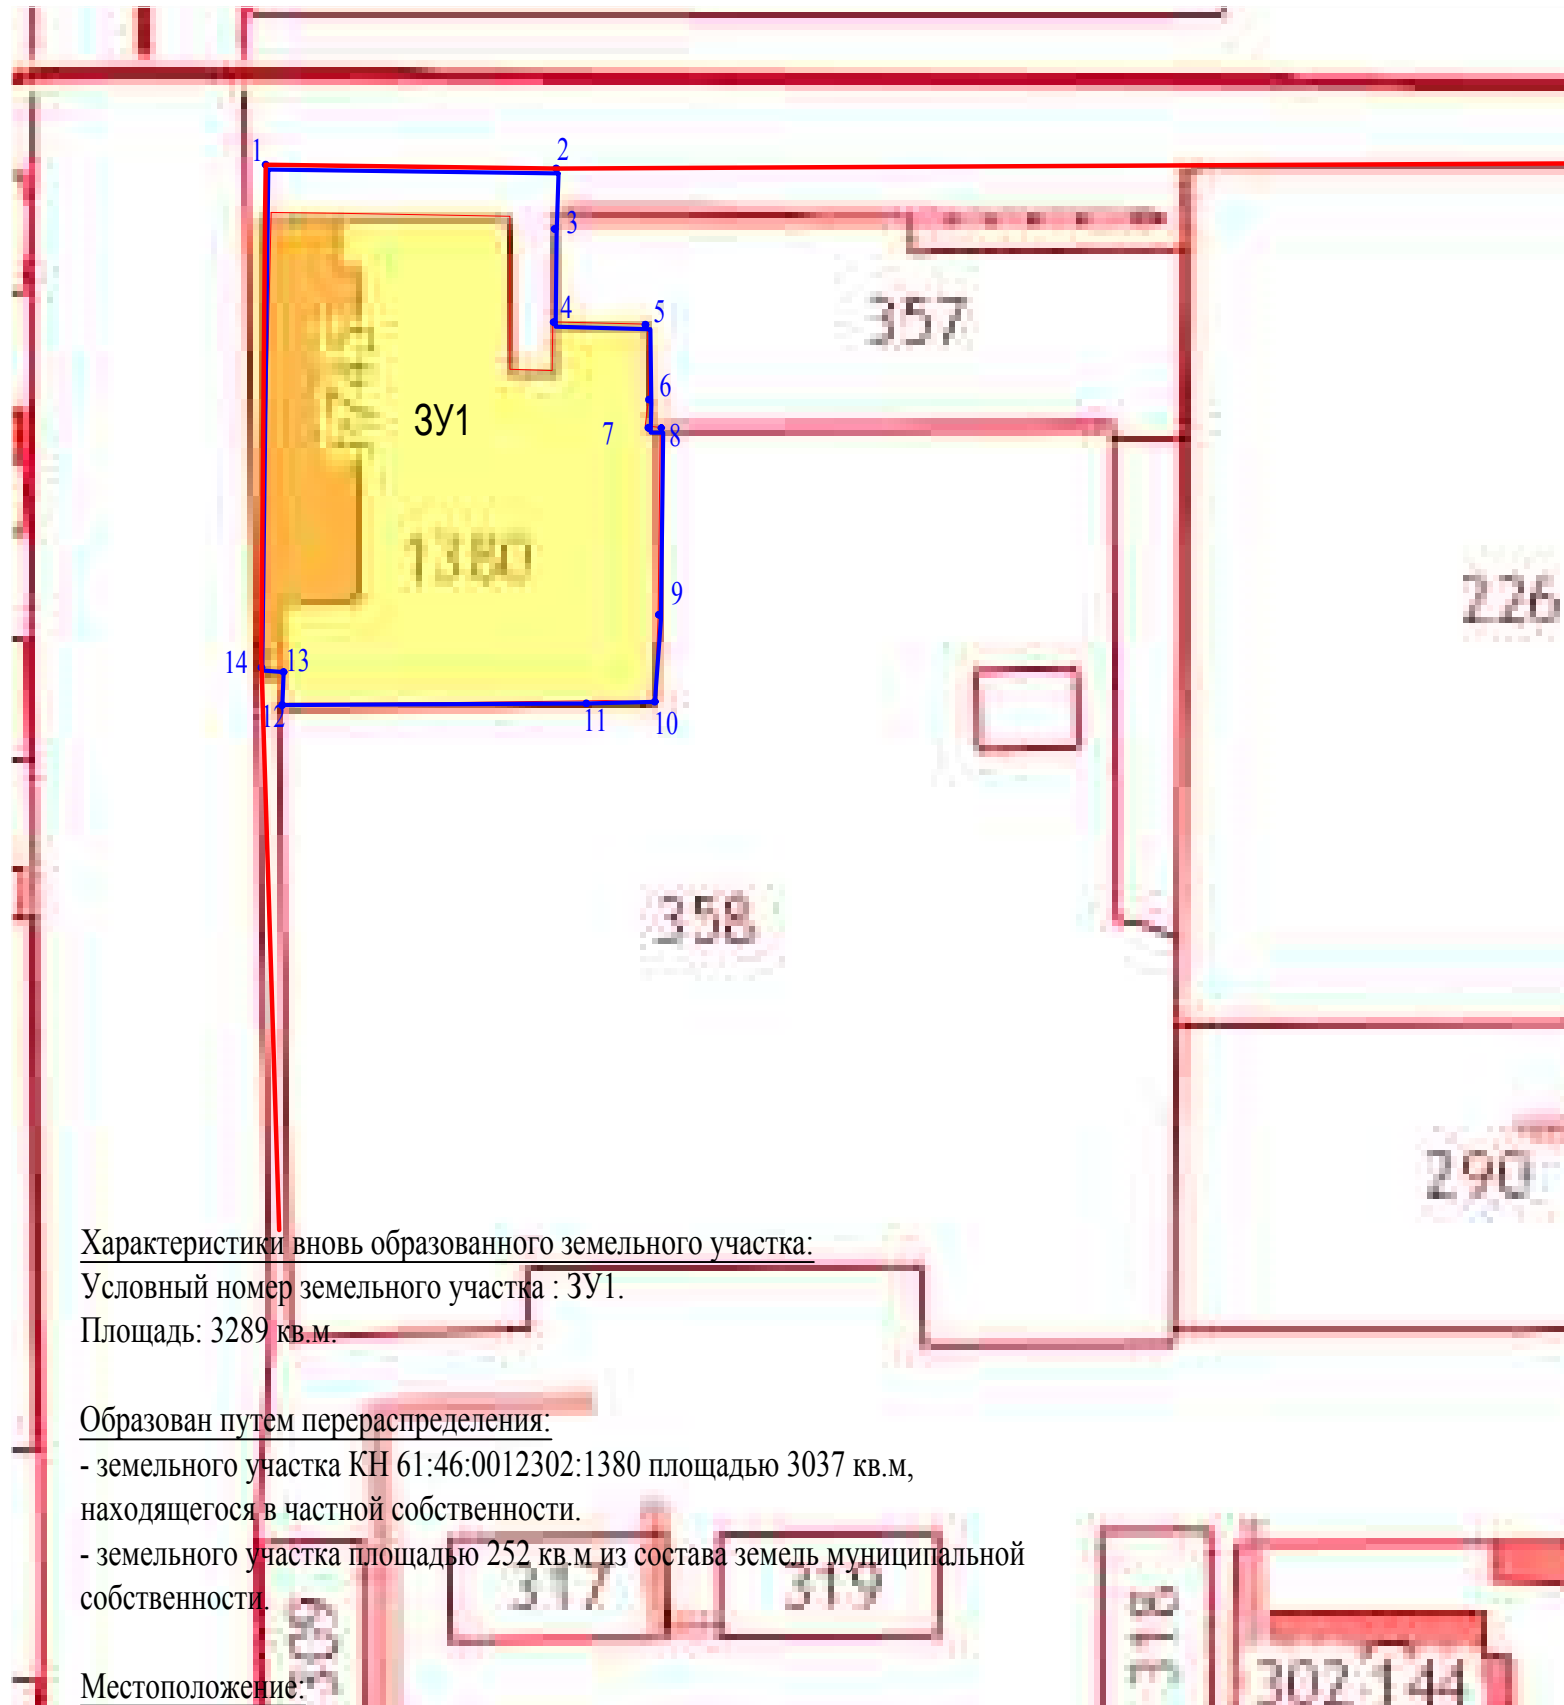 1
2
3
4
5
357
6
ЗУ1
7
8
1380
226
9
14
13
12
11
10
358
290
Характеристики вновь образованного земельного участка:
Условный номер земельного участка : ЗУ1.
Площадь: 3289 кв.м.
Образован путем перераспределения:
- земельного участка КН 61:46:0012302:1380 площадью 3037 кв.м,
находящегося в частной собственности.
- земельного участка площадью 252 кв.м из состава земель муниципальной
собственности.
317
319
309
318
302:144
Местоположение: